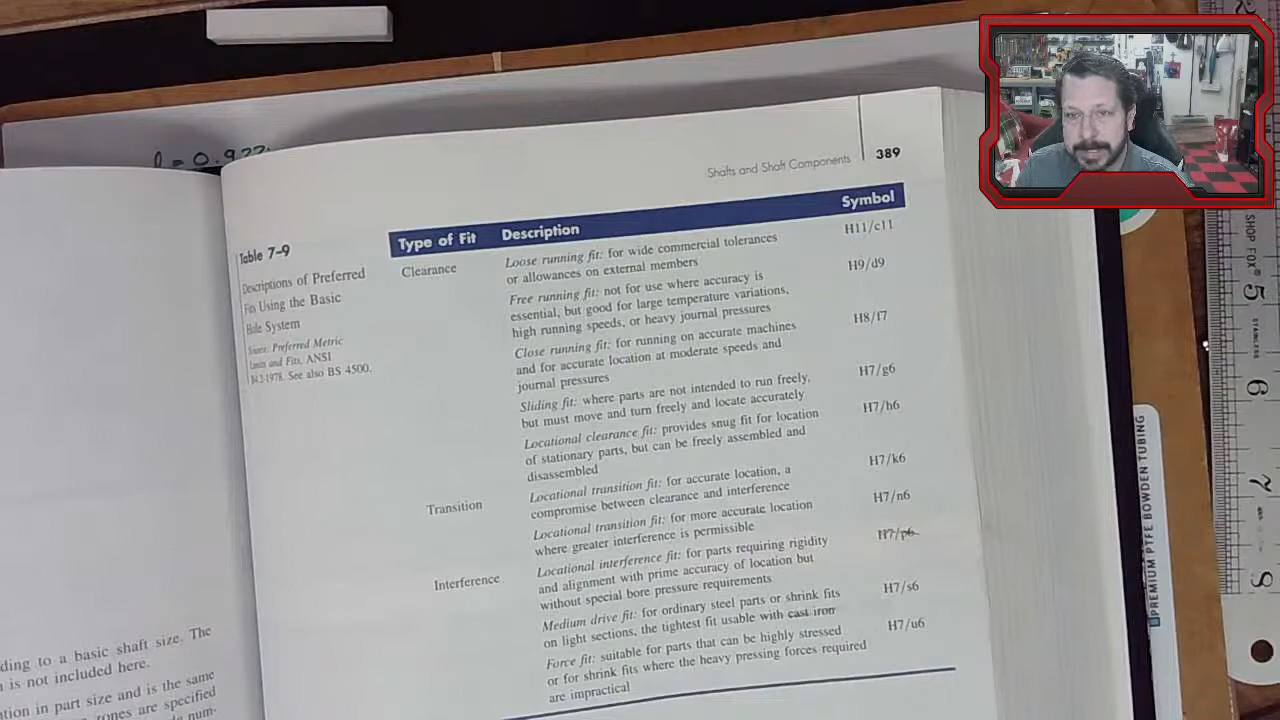 l = 0.922
Shafts and Shaft Components 389
Table 7–9
Descriptions of Preferred
Fits Using the Basic
Hole System
Source: Preferred Metric
Limits and Fits, ANSI
B4.2-1978. See also BS 4500.
Type of Fit Description Symbol
Clearance Loose running fit: for wide commercial tolerances H11/c11
or allowances on external members
Free running fit: not for use where accuracy is H9/d9
essential, but good for large temperature variations,
high running speeds, or heavy journal pressures
Close running fit: for running on accurate machines H8/f7
and for accurate location at moderate speeds and
journal pressures
Sliding fit: where parts are not intended to run freely, H7/g6
but must move and turn freely and locate accurately
Locational clearance fit: provides snug fit for location H7/h6
of stationary parts, but can be freely assembled and
disassembled
Transition Locational transition fit: for accurate location, a H7/k6
compromise between clearance and interference
Locational transition fit: for more accurate location H7/n6
where greater interference is permissible
Interference Locational interference fit: for parts requiring rigidity H7/p6
and alignment with prime accuracy of location but
without special bore pressure requirements
Medium drive fit: for ordinary steel parts or shrink fits H7/s6
on light sections, the tightest fit usable with cast iron
Force fit: suitable for parts that can be highly stressed H7/u6
or for shrink fits where the heavy pressing forces required
are impractical
ding to a basic shaft size. The
is not included here.
tion in part size and is the same
zones are specified
num-
SHOP FOX®
STAINLESS
2
5
6
7
8
PREMIUM PTFE BOWDEN TUBING